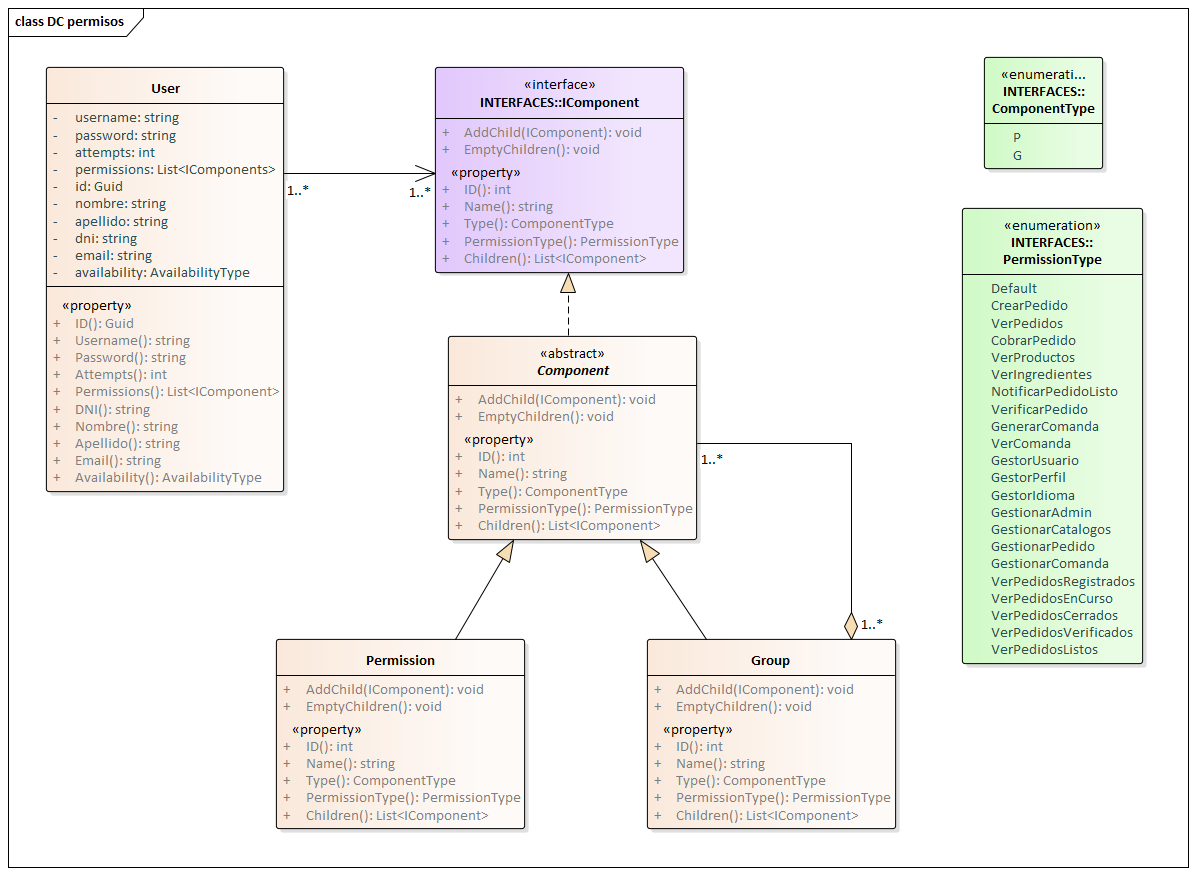 class DC permisos
User
- username: string
- password: string
- attempts: int
- permissions: List<IComponents>
- id: Guid
- nombre: string
- apellido: string
- dni: string
- email: string
- availability: AvailabilityType
«property»
+ ID(): Guid
+ Username(): string
+ Password(): string
+ Attempts(): int
+ Permissions(): List<IComponent>
+ DNI(): string
+ Nombre(): string
+ Apellido(): string
+ Email(): string
+ Availability(): AvailabilityType
1..*
1..*
«interface»
INTERFACES::IComponent
+ AddChild(IComponent): void
+ EmptyChildren(): void
«property»
+ ID(): int
+ Name(): string
+ Type(): ComponentType
+ PermissionType(): PermissionType
+ Children(): List<IComponent>
«abstract»
Component
+ AddChild(IComponent): void
+ EmptyChildren(): void
«property»
+ ID(): int
+ Name(): string
+ Type(): ComponentType
+ PermissionType(): PermissionType
+ Children(): List<IComponent>
1..*
1..*
Permission
+ AddChild(IComponent): void
+ EmptyChildren(): void
«property»
+ ID(): int
+ Name(): string
+ Type(): ComponentType
+ PermissionType(): PermissionType
+ Children(): List<IComponent>
Group
+ AddChild(IComponent): void
+ EmptyChildren(): void
«property»
+ ID(): int
+ Name(): string
+ Type(): ComponentType
+ PermissionType(): PermissionType
+ Children(): List<IComponent>
«enumerati...
INTERFACES::
ComponentType
P
G
«enumeration»
INTERFACES::
PermissionType
Default
CrearPedido
VerPedidos
CobrarPedido
VerProductos
VerIngredientes
NotificarPedidoListo
VerificarPedido
GenerarComanda
VerComanda
GestorUsuario
GestorPerfil
GestorIdioma
GestionarAdmin
GestionarCatalogos
GestionarPedido
GestionarComanda
VerPedidosRegistrados
VerPedidosEnCurso
VerPedidosCerrados
VerPedidosVerificados
VerPedidosListos